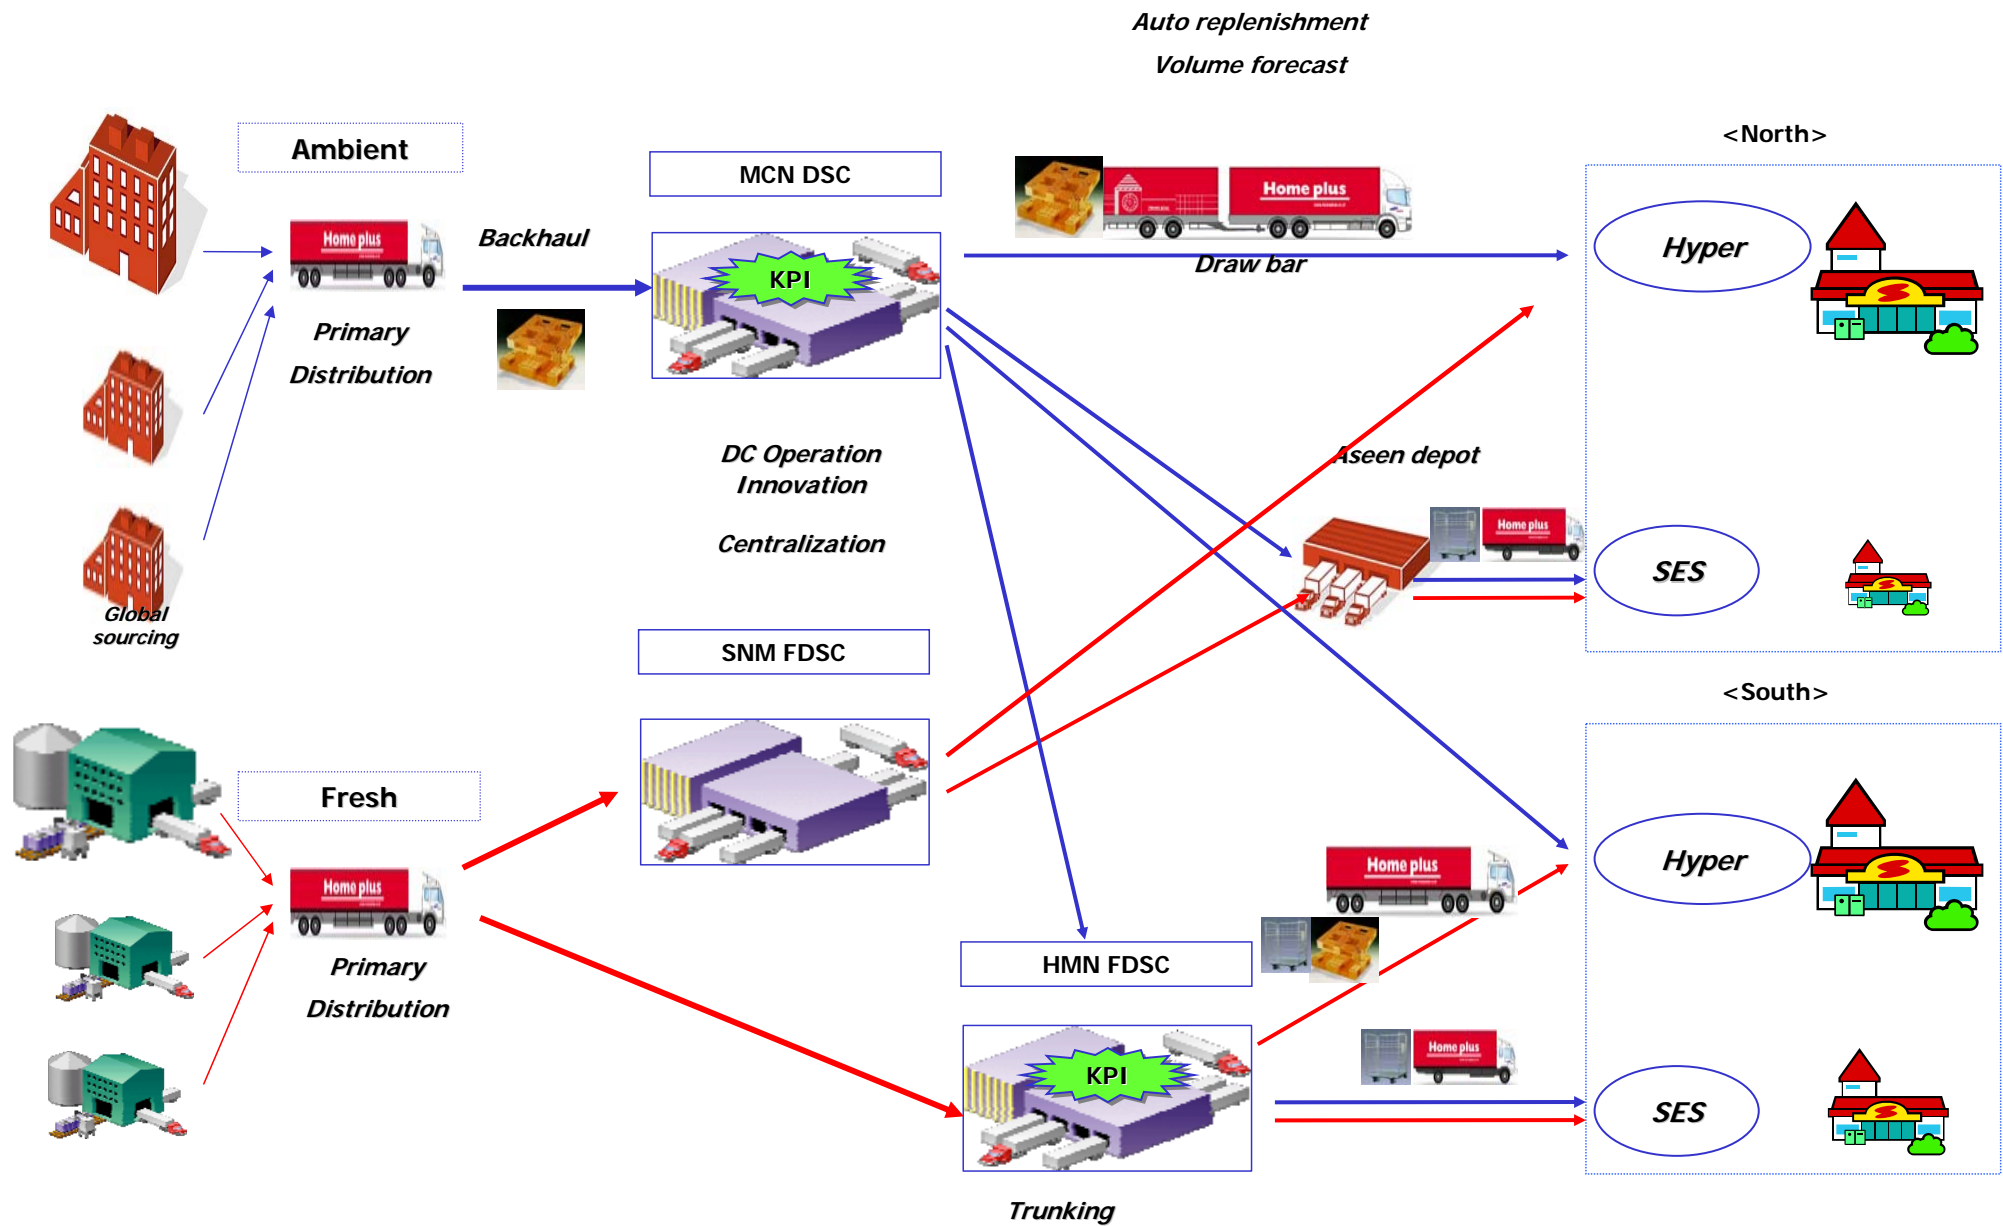 Auto replenishment
Volume forecast
<North>
Ambient
MCN DSC
Home plus
Home plus
Backhaul
KPI
Draw bar
Hyper
Primary
Distribution
DC Operation
Innovation
Aseen depot
Centralization
Home plus
SES
Global
sourcing
SNM FDSC
<South>
Fresh
Home plus
Home plus
Hyper
Primary
Distribution
HMN FDSC
Home plus
KPI
SES
Trunking